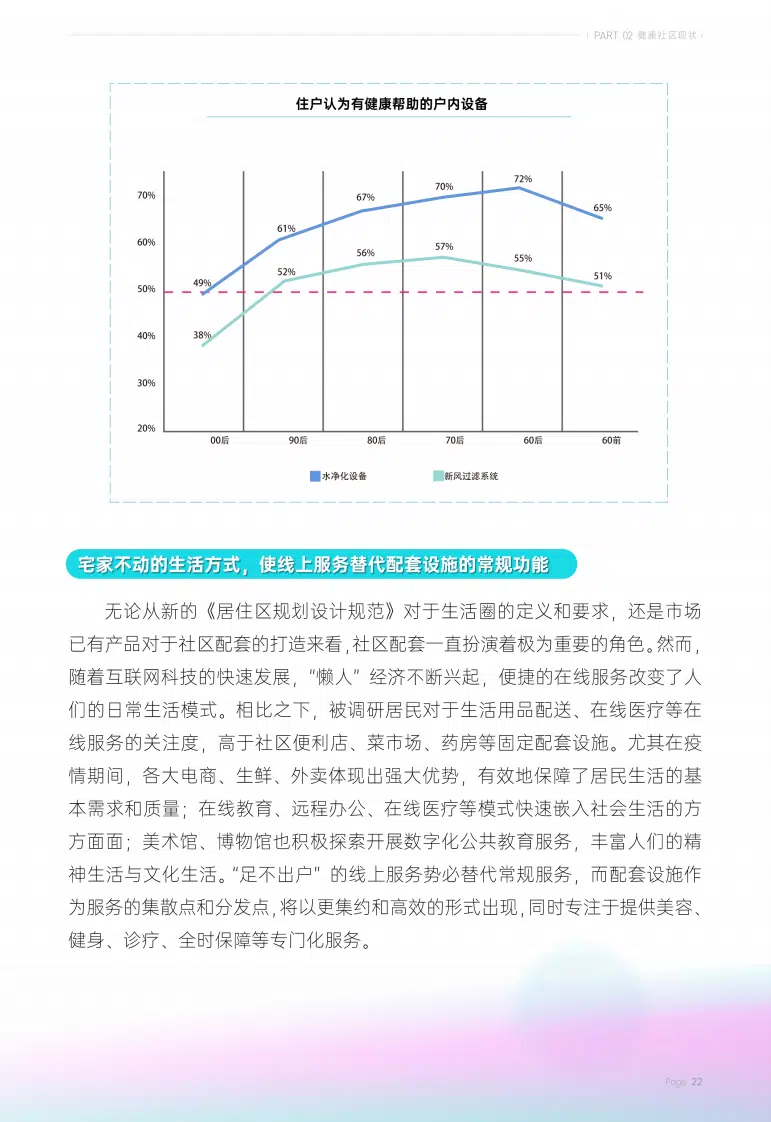 PART 02 健康社区现状
住户认为有健康帮助的户内设备
70%
60%
50%
40%
30%
20%
49%
61%
67%
70%
72%
65%
38%
52%
56%
57%
55%
51%
00后
90后
80后
70后
60后
60前
水净化设备
新风过滤系统
宅家不动的生活方式，使线上服务替代配套设施的常规功能
无论从新的《居住区规划设计规范》对于生活圈的定义和要求，还是市场
已有产品对于社区配套的打造来看，社区配套一直扮演着极为重要的角色。然而，
随着互联网科技的快速发展，“懒人”经济不断兴起，便捷的在线服务改变了人
们的日常生活模式。相比之下，被调研居民对于生活用品配送、在线医疗等在
线服务的关注度，高于社区便利店、菜市场、药房等固定配套设施。尤其在疫
情期间，各大电商、生鲜、外卖体现出强大优势，有效地保障了居民生活的基
本需求和质量；在线教育、远程办公、在线医疗等模式快速嵌入社会生活的方
方面面；美术馆、博物馆也积极探索开展数字化公共教育服务，丰富人们的精
神生活与文化生活。“足不出户”的线上服务势必替代常规服务，而配套设施作
为服务的集散点和分发点，将以更集约和高效的形式出现，同时专注于提供美容、
健身、诊疗、全时保障等专门化服务。
Page 22